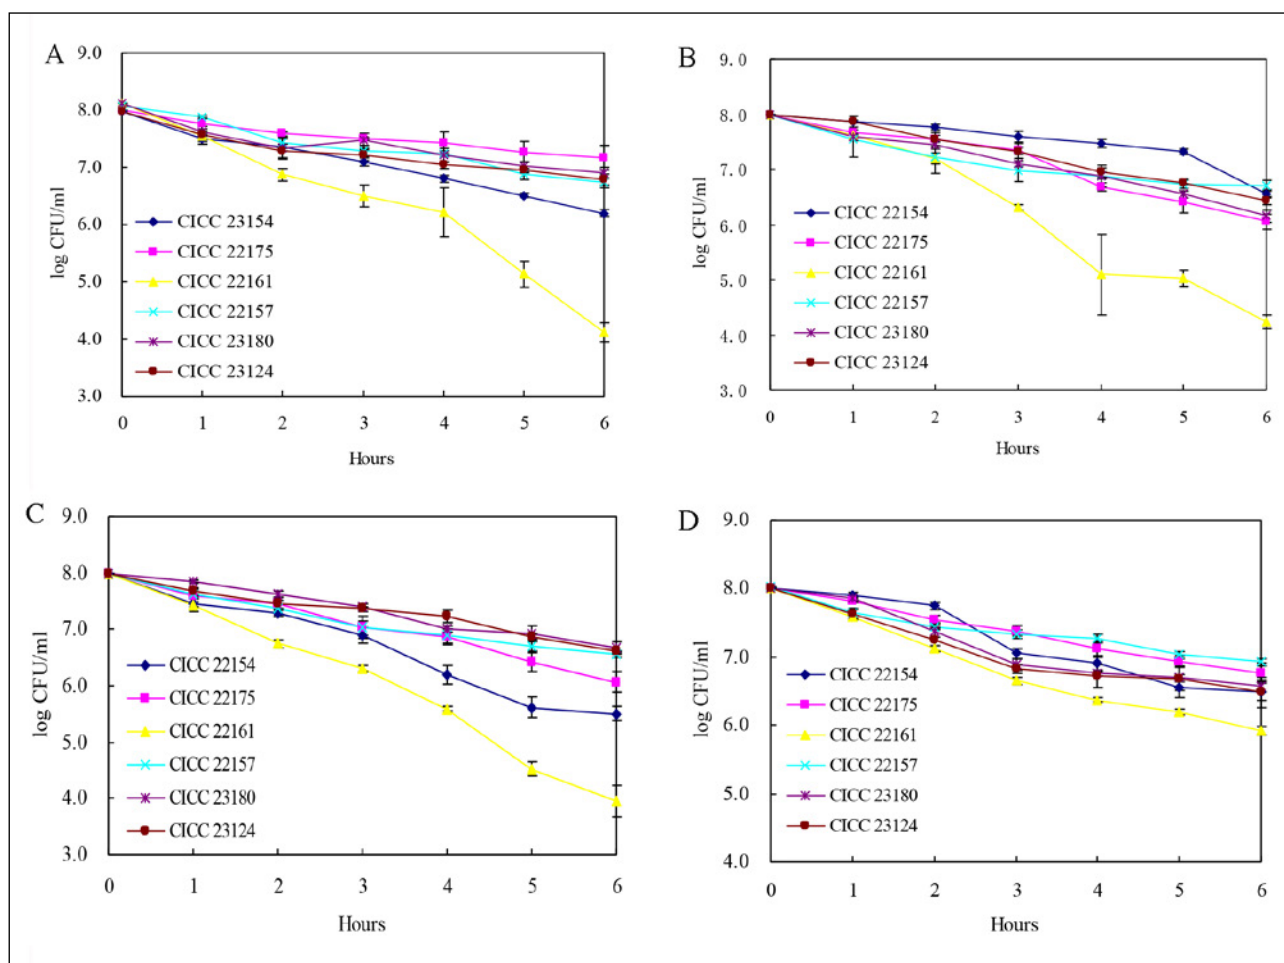 A
9.0
8.0
7.0
6.0
5.0
4.0
3.0
log CFU/ml
CICC 23154
CICC 22175
CICC 22161
CICC 22157
CICC 23180
CICC 23124
0 1 2 3 4 5 6
Hours
B
9.0
8.0
7.0
6.0
5.0
4.0
3.0
log CFU/ml
CICC 22154
CICC 22175
CICC 22161
CICC 22157
CICC 23180
CICC 23124
0 1 2 3 4 5 6
Hours
C
9.0
8.0
7.0
6.0
5.0
4.0
3.0
log CFU/ml
CICC 22154
CICC 22175
CICC 22161
CICC 22157
CICC 23180
CICC 23124
0 1 2 3 4 5 6
Hours
D
9.0
8.0
7.0
6.0
5.0
4.0
log CFU/ml
CICC 22154
CICC 22175
CICC 22161
CICC 22157
CICC 23180
CICC 23124
0 1 2 3 4 5 6
Hours